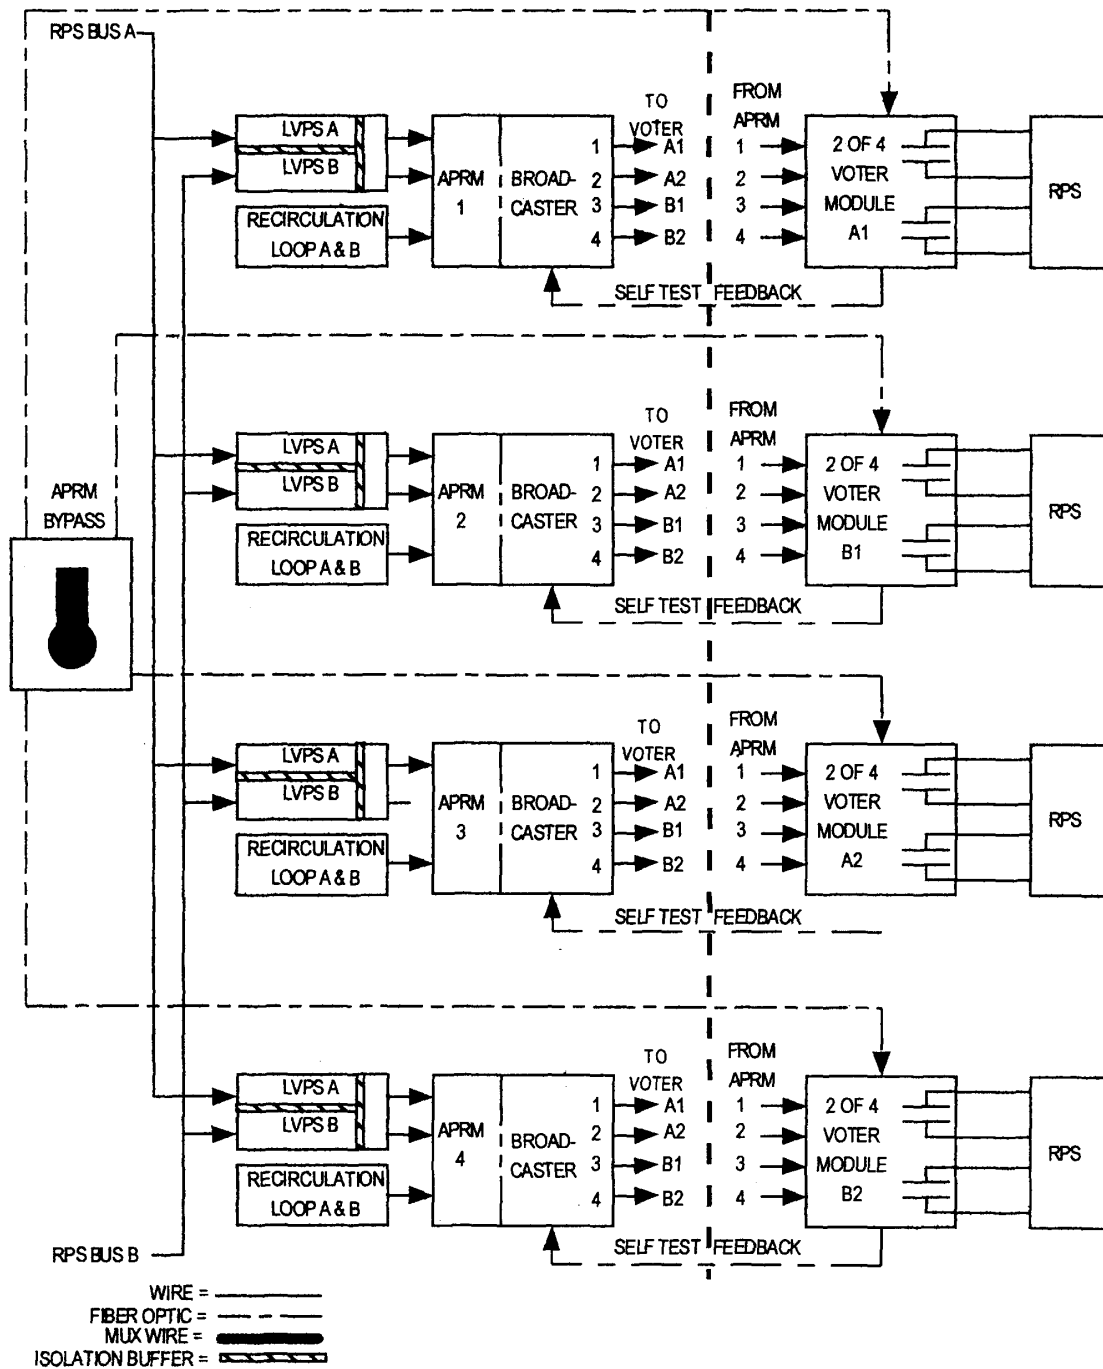 RPS BUS A
TO
VOTER
FROM
APRM
LVPS A
LVPS B
RECIRCULATION
LOOP A & B
APRM
1
BROAD-
CASTER
1 A1
2 A2
3 B1
4 B2
1
2
3
4
2 OF 4
VOTER
MODULE
A1
RPS
SELF TEST FEEDBACK
TO
VOTER
FROM
APRM
LVPS A
LVPS B
RECIRCULATION
LOOP A & B
APRM
2
BROAD-
CASTER
1 A1
2 A2
3 B1
4 B2
1
2
3
4
2 OF 4
VOTER
MODULE
B1
RPS
SELF TEST FEEDBACK
APRM
BYPASS
TO
VOTER
FROM
APRM
LVPS A
LVPS B
RECIRCULATION
LOOP A & B
APRM
3
BROAD-
CASTER
1 A1
2 A2
3 B1
4 B2
1
2
3
4
2 OF 4
VOTER
MODULE
A2
RPS
SELF TEST FEEDBACK
TO
VOTER
FROM
APRM
LVPS A
LVPS B
RECIRCULATION
LOOP A & B
APRM
4
BROAD-
CASTER
1 A1
2 A2
3 B1
4 B2
1
2
3
4
2 OF 4
VOTER
MODULE
B2
RPS
SELF TEST FEEDBACK
RPS BUS B
WIRE =
FIBER OPTIC =
MUX WIRE =
ISOLATION BUFFER =